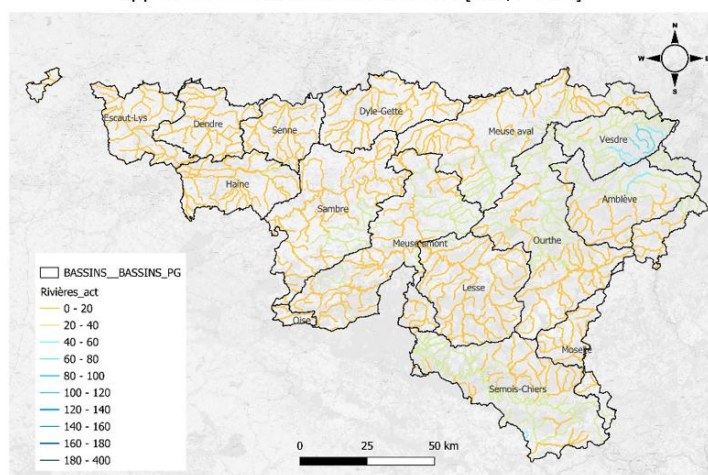 N
W
E
S
Escaut-Lys
Dendre
Senne
Dyle-Gette
Meuse aval
Vesdre
Haine
Sambre
Amblève
Meuse amont
Ourthe
Lesse
Oise
Moselle
Semois-Chiers
BASSINS__BASSINS_PG
Rivières_act
0 - 20
20 - 40
40 - 60
60 - 80
80 - 100
100 - 120
120 - 140
140 - 160
160 - 180
180 - 400
0 25 50 km